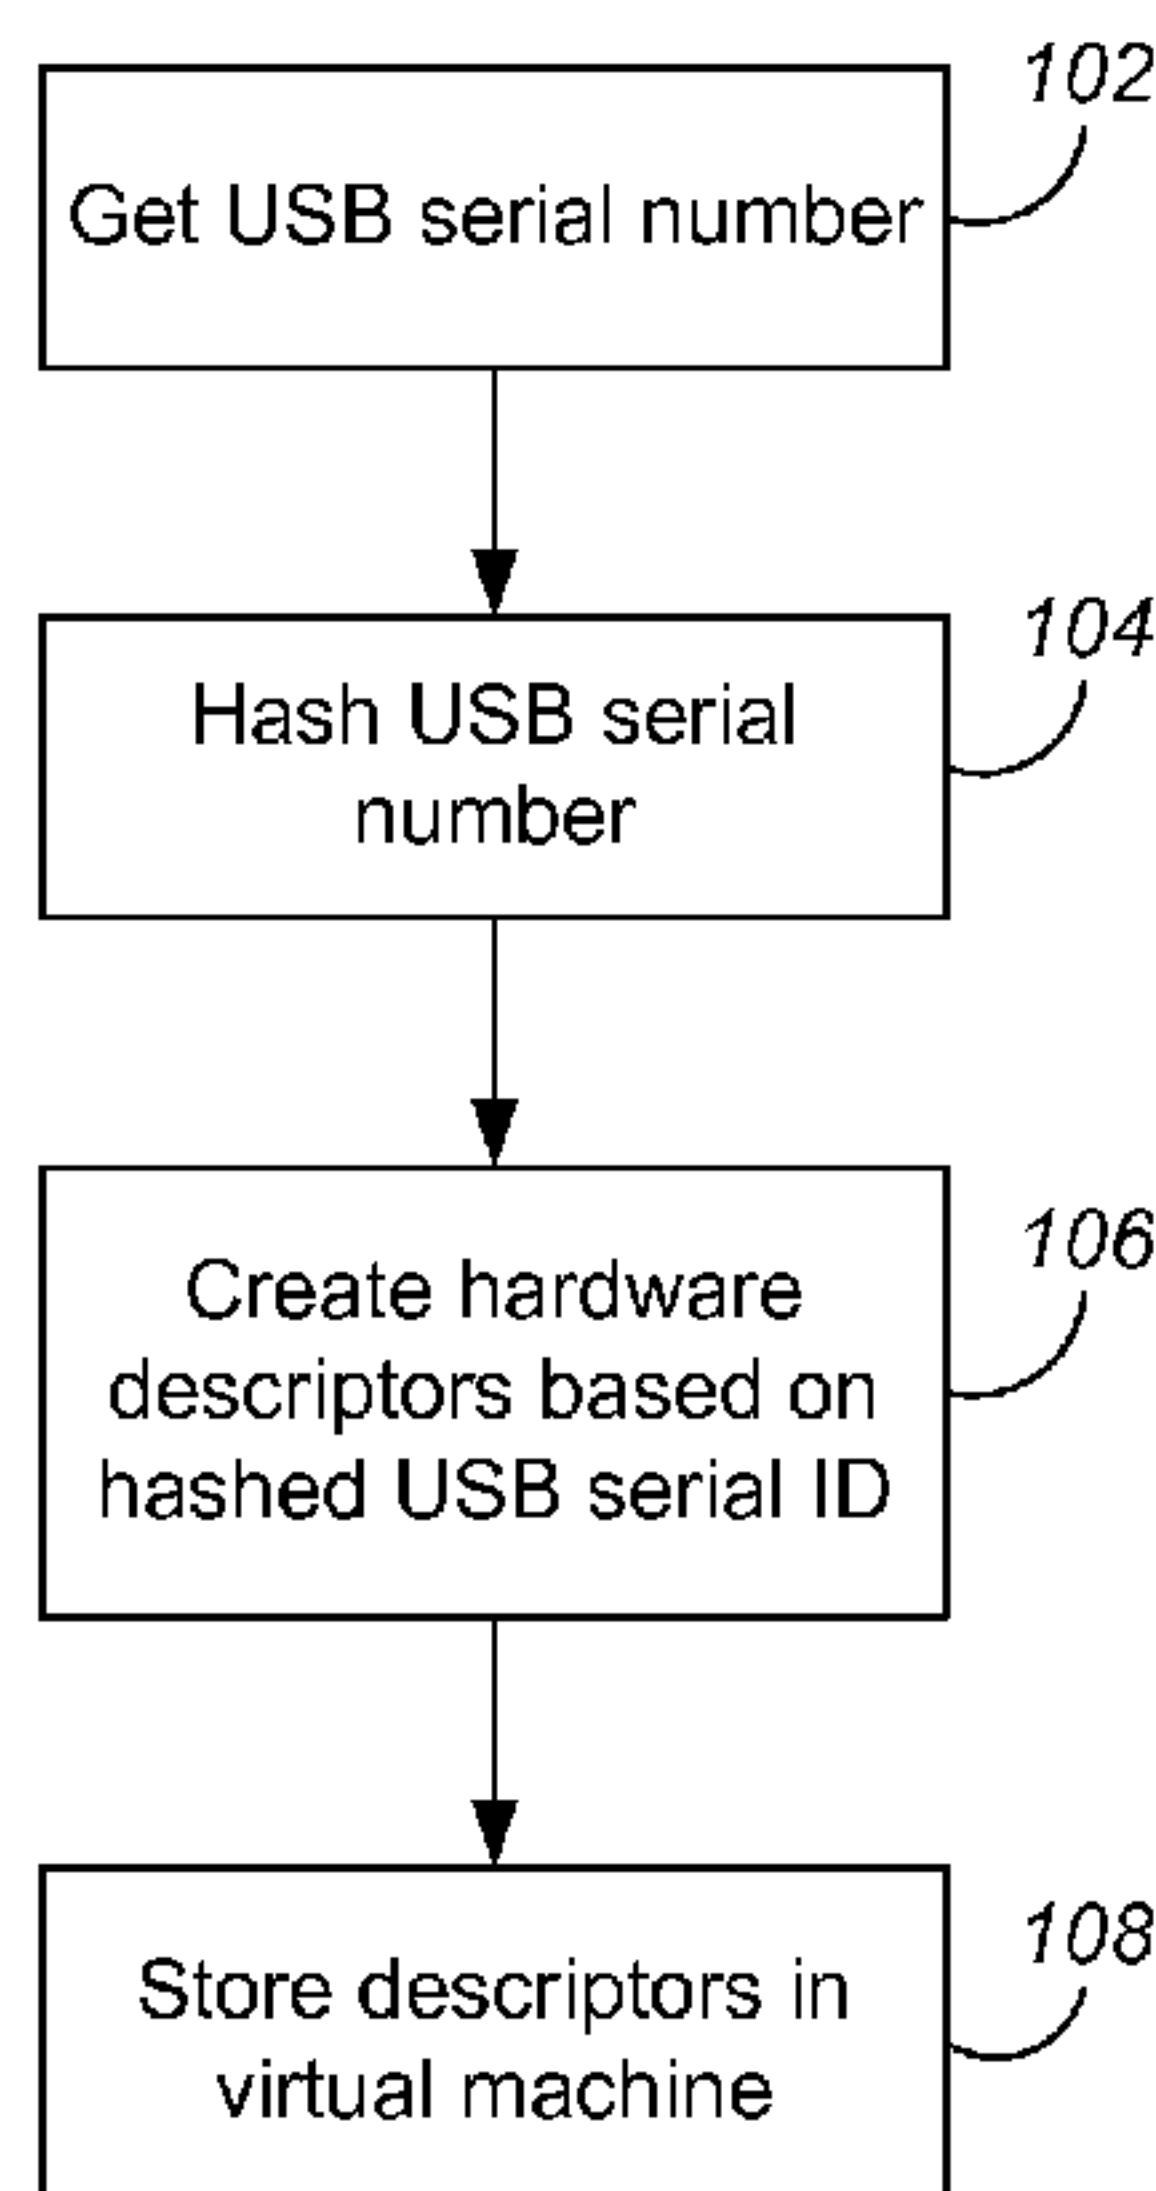 102
Get USB serial number
104
Hash USB serial
number
106
Create hardware
descriptors based on
hashed USB serial ID
108
Store descriptors in
virtual machine